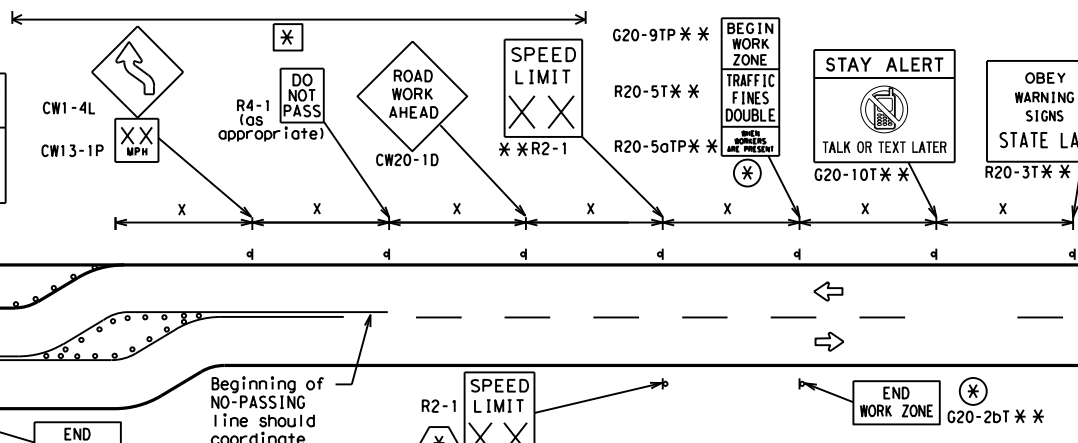 *
CW1-4L
CW13-1P
XX
MPH
R4-1
(as
appropriate)
DO
NOT
PASS
ROAD
WORK
AHEAD
CW20-1D
SPEED
LIMIT
X X
* *R2-1
G20-9TP * *
R20-5T * *
R20-5aTP * *
BEGIN
WORK
ZONE
TRAFFIC
FINES
DOUBLE
WHEN
WORKERS
ARE PRESENT
*
STAY ALERT
TALK OR TEXT LATER
G20-10T * *
OBEY
WARNING
SIGNS
STATE LA
R20-3T * *
X X X X X X X
Beginning of
NO-PASSING
line should
coordinate
R2-1
*
SPEED
LIMIT
X X
END
WORK ZONE
*
G20-2bT * *
END